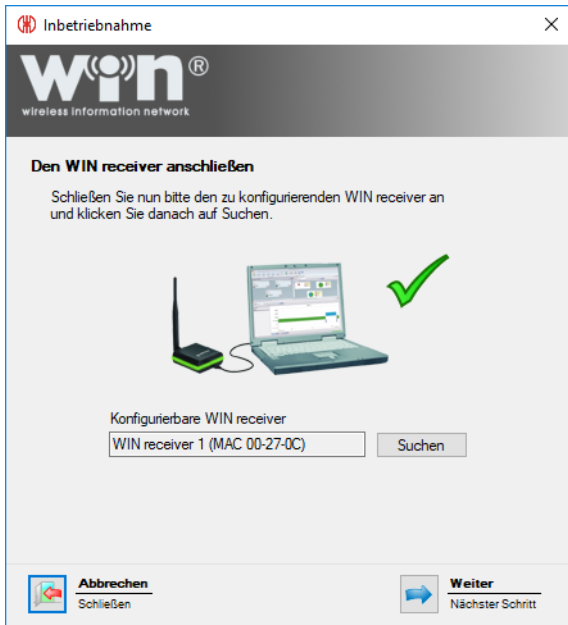 Inbetriebnahme
WIN®
wireless information network
Den WIN receiver anschließen
Schließen Sie nun bitte den zu konfigurierenden WIN receiver an
und klicken Sie danach auf Suchen.
Konfigurierbare WIN receiver
WIN receiver 1 (MAC 00-27-0C)
Suchen
Abbrechen
Schließen
Weiter
Nächster Schritt